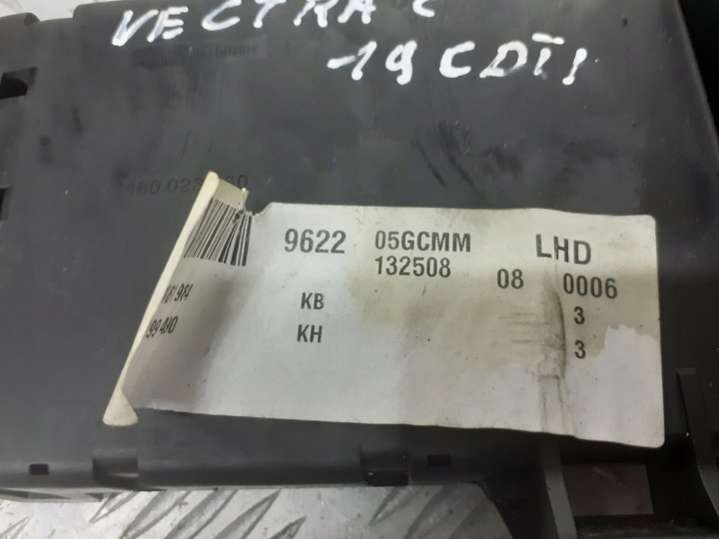 VECTRA C
-19 CDTI
9622 05GCMM LHD
132508 08 0006
KB 3
KH 3